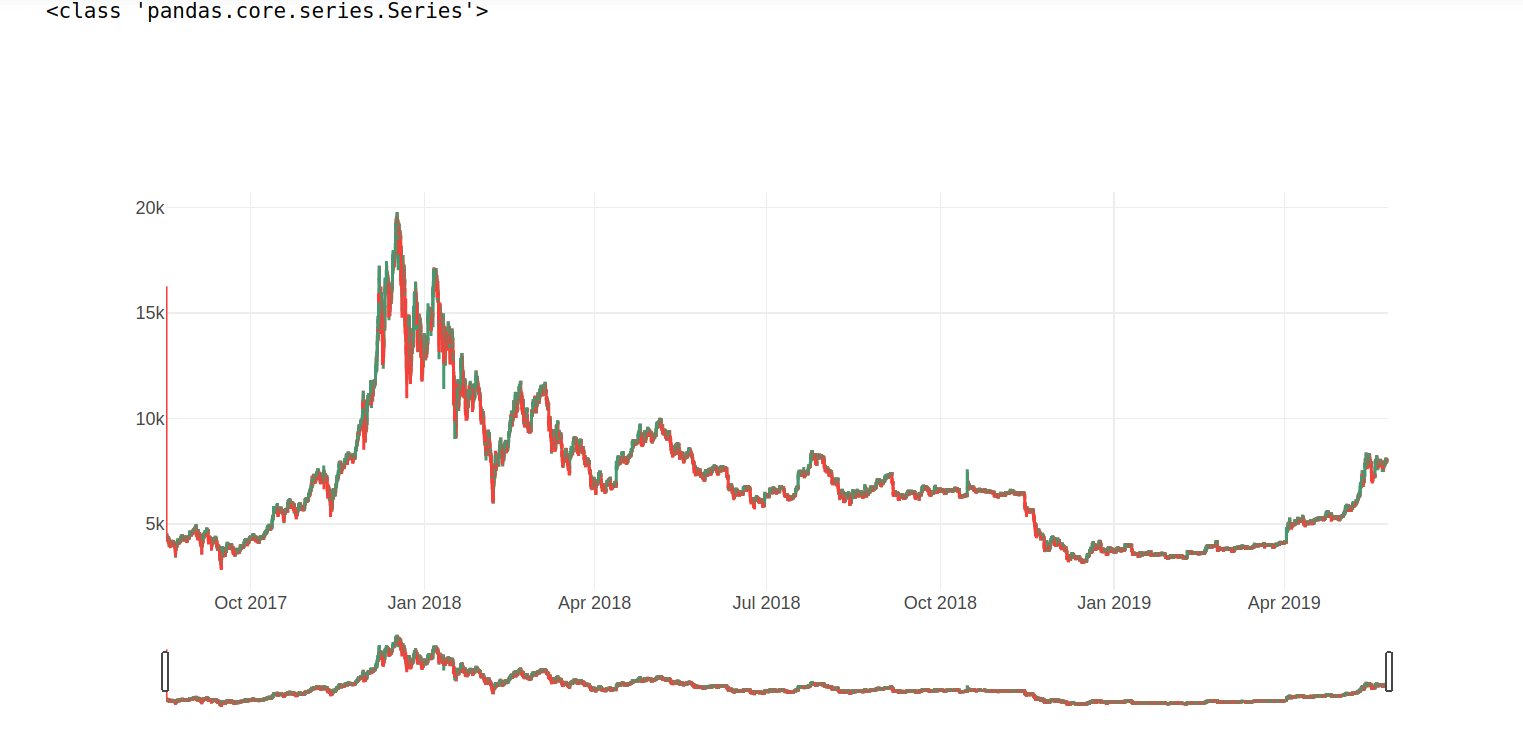 <class 'pandas.core.series.Series'>
20k
15k
10k
5k
Oct 2017 Jan 2018 Apr 2018 Jul 2018 Oct 2018 Jan 2019 Apr 2019